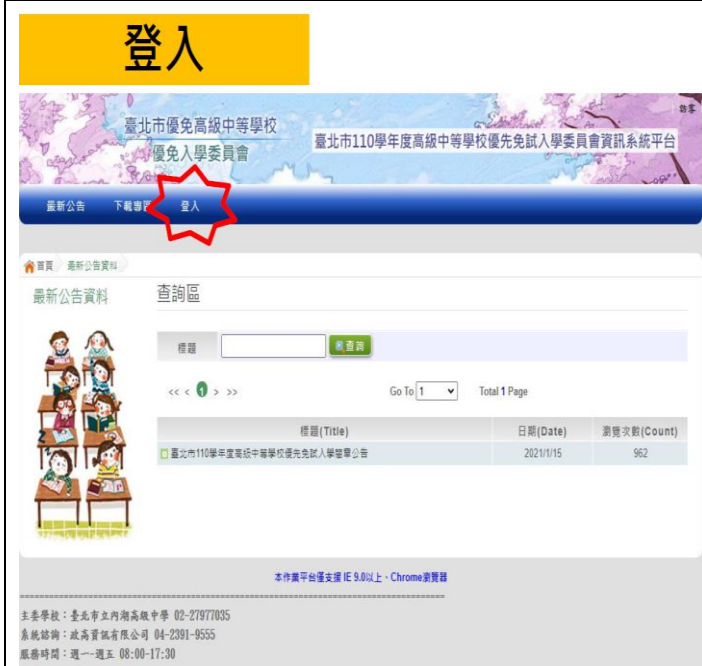 登入
訪客
臺北市優免高級中等學校
優免入學委員會
臺北市110學年度高級中等學校優先免試入學委員會資訊系統平台
最新公告 下載專區 登入
首頁 最新公告資料
最新公告資料
查詢區
標題 查詢
<< < 1 > >> Go To 1 Total 1 Page
標題(Title) 日期(Date) 瀏覽次數(Count)
臺北市110學年度高級中等學校優先免試入學簡章公告 2021/1/15 962
本作業平台僅支援 IE 9.0以上、Chrome瀏覽器
主委學校：臺北市立內湖高級中學 02-27977035
系統諮詢：政高資訊有限公司 04-2391-9555
服務時間：週一-週五 08:00-17:30